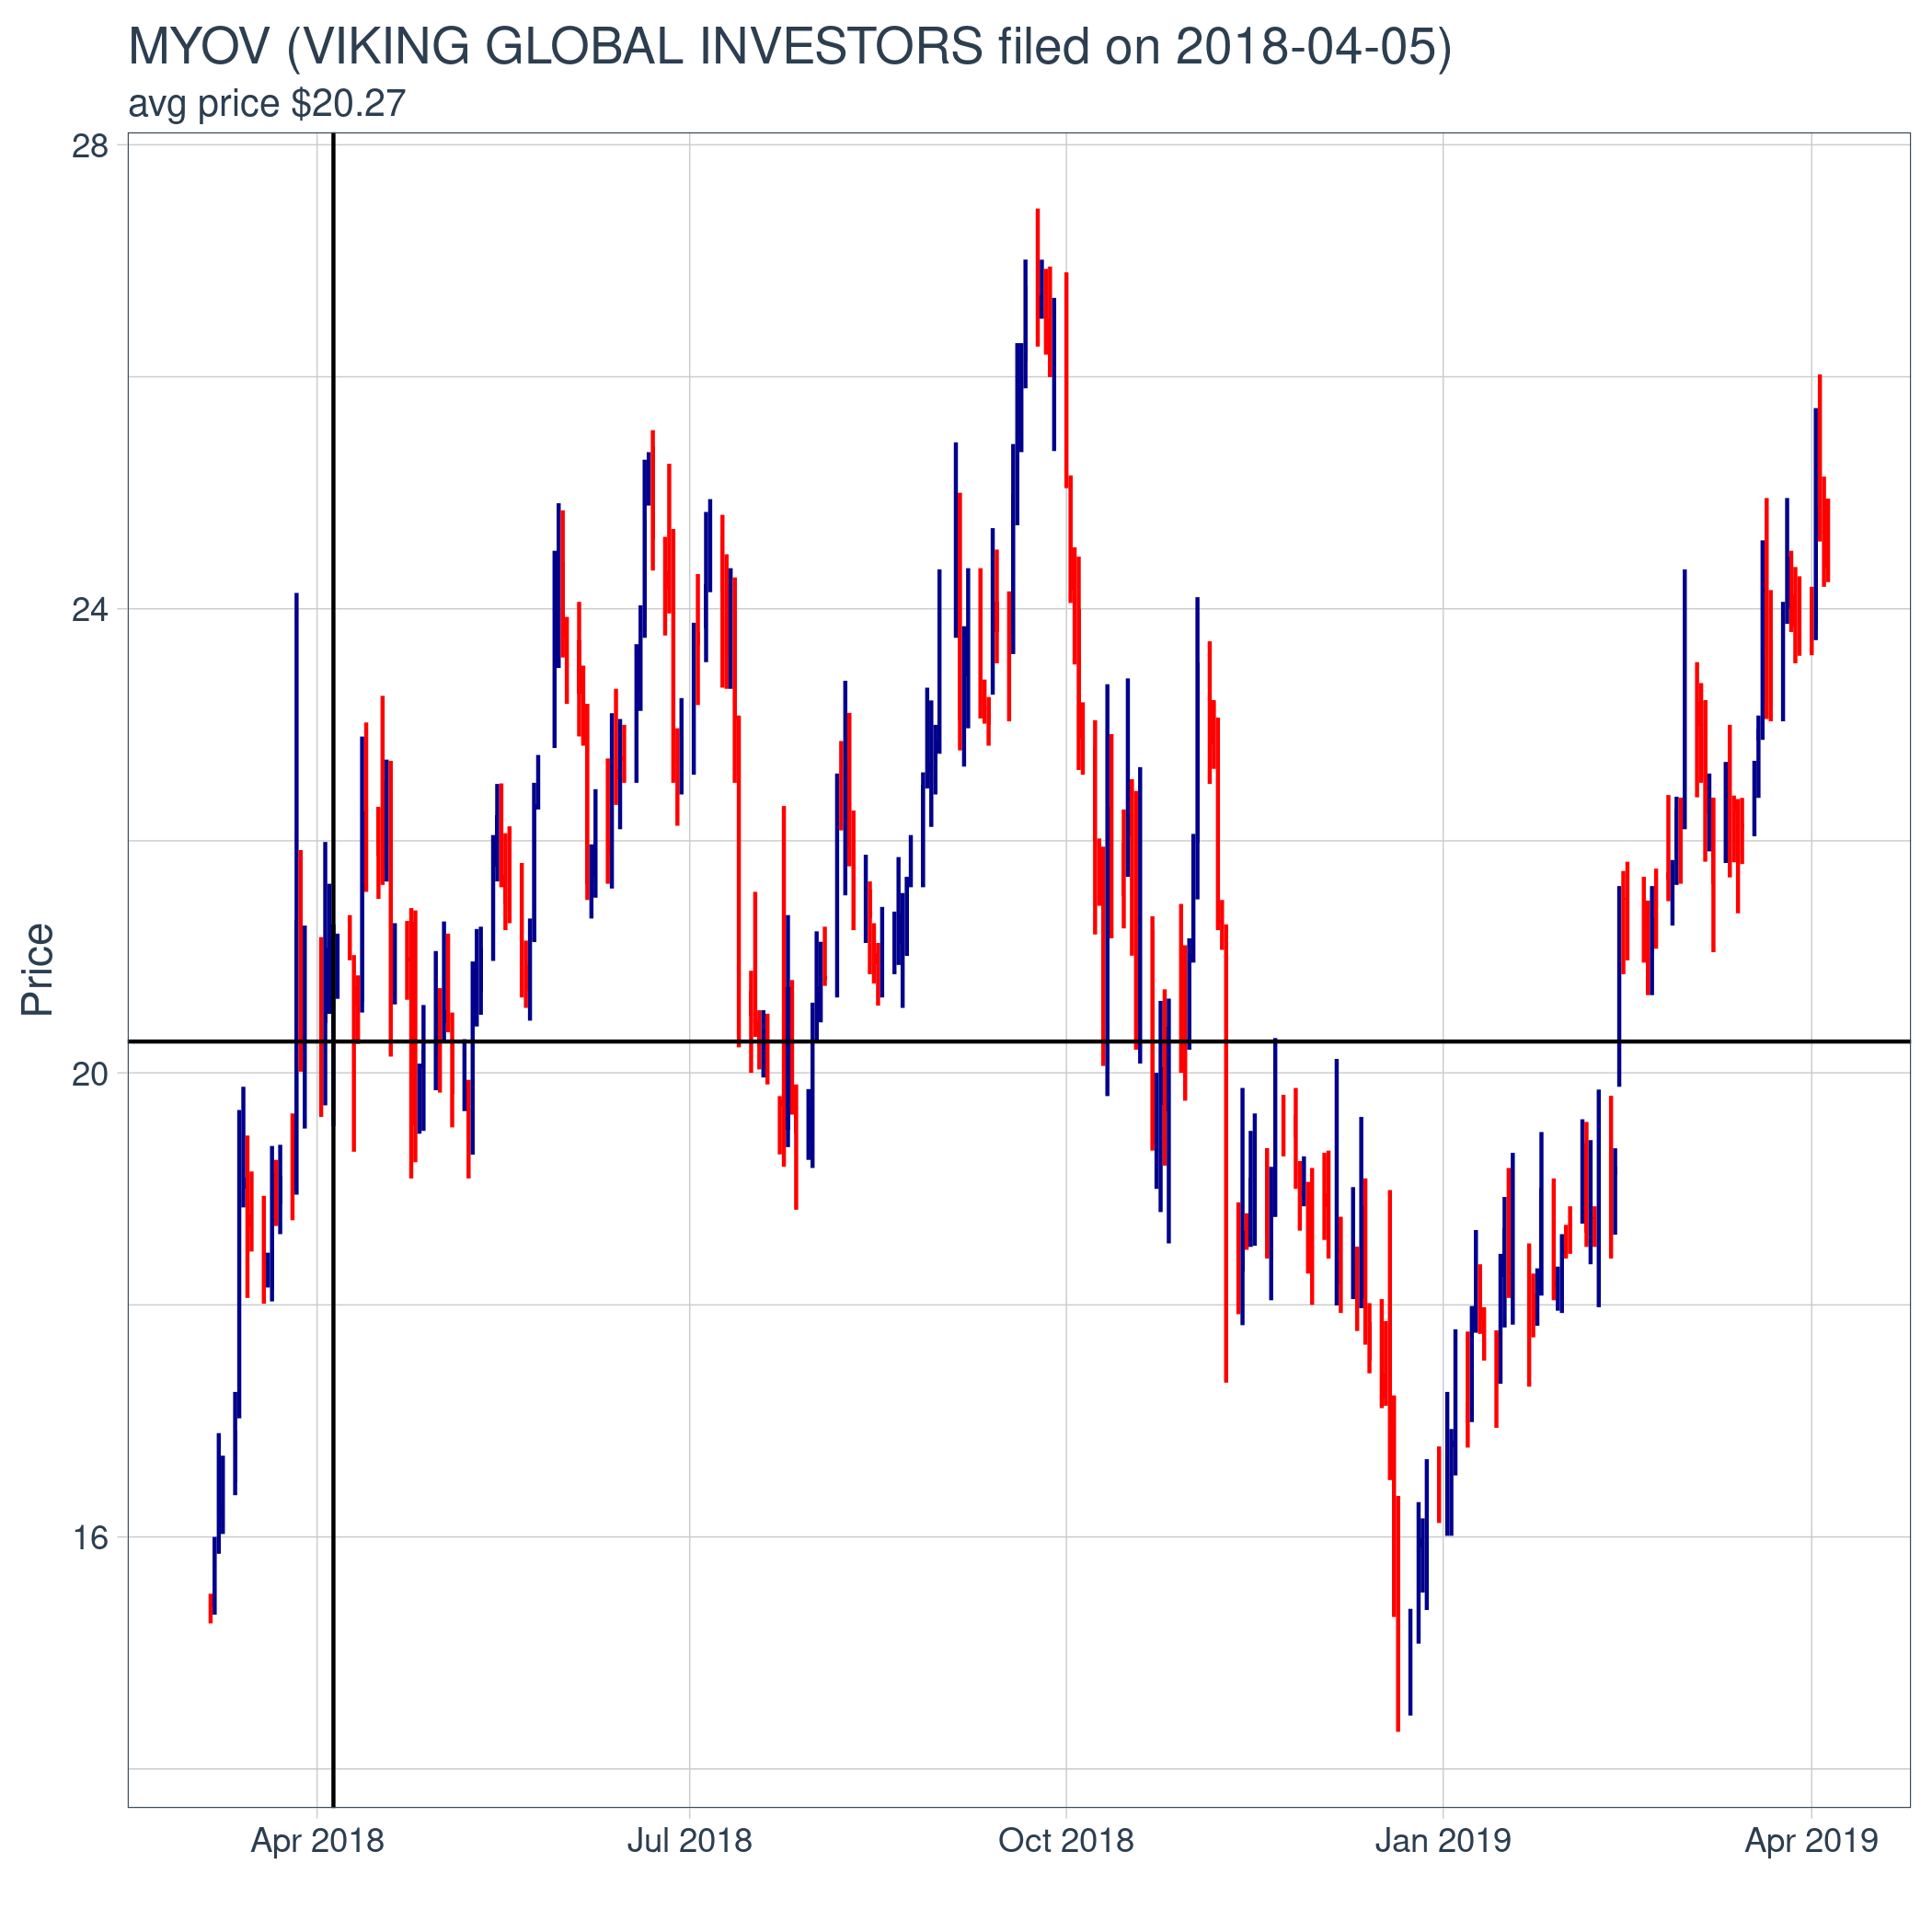 MYOV (VIKING GLOBAL INVESTORS filed on 2018-04-05)
avg price $20.27
28
24
20
16
Price
Apr 2018
Jul 2018
Oct 2018
Jan 2019
Apr 2019